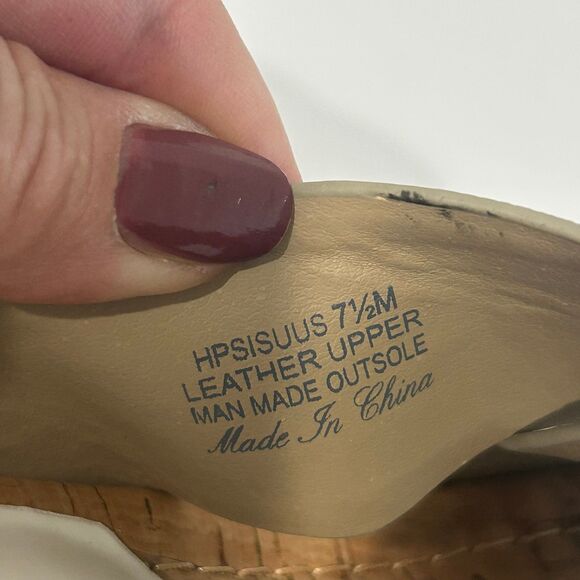 HPSISUUS 7½M
LEATHER UPPER
MAN MADE OUTSOLE
Made In China